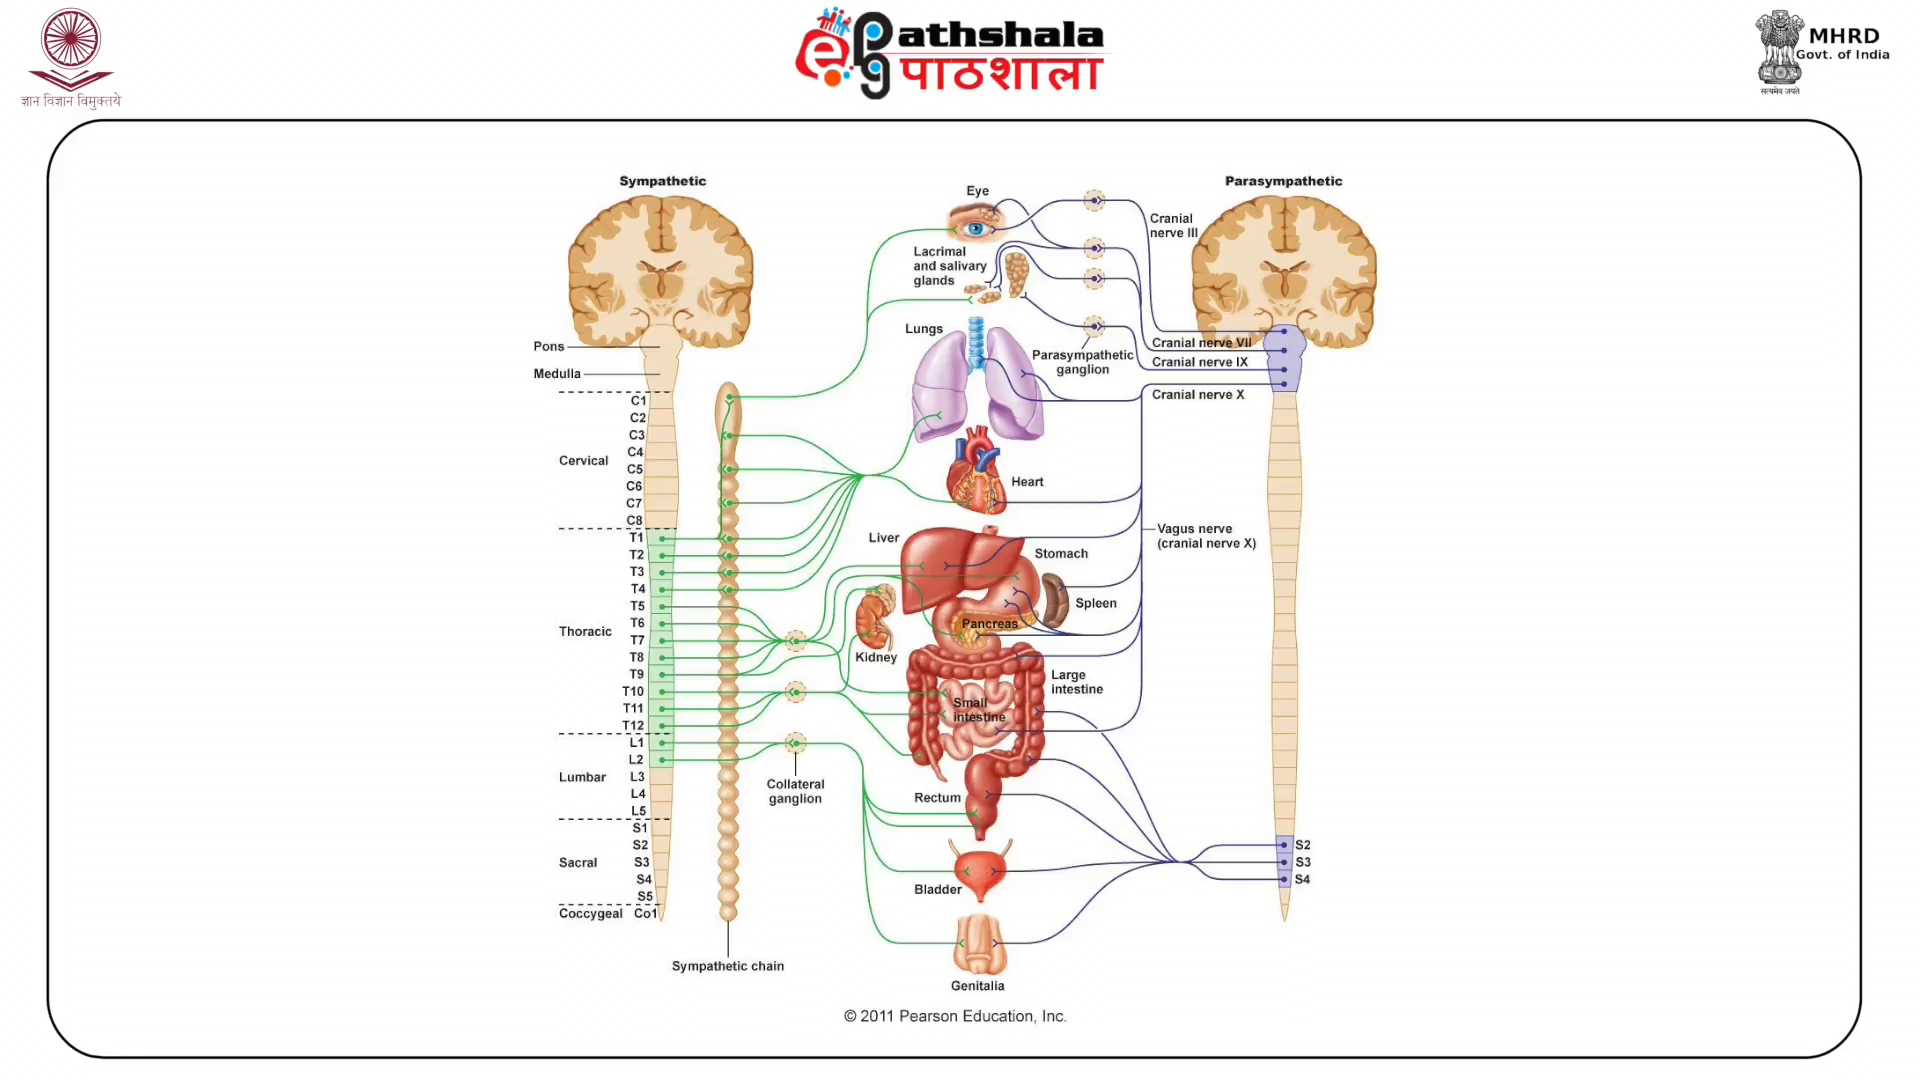 ज्ञान विज्ञान विमुक्तये
ePgathshala
पाठशाला
MHRD
Govt. of India
सत्यमेव जयते
Sympathetic
Parasympathetic
Eye
Cranial
nerve III
Lacrimal
and salivary
glands
Lungs
Parasympathetic
ganglion
Cranial nerve VII
Cranial nerve IX
Cranial nerve X
Pons
Medulla
C1
C2
C3
C4
Cervical
C5
C6
C7
C8
T1
T2
T3
T4
T5
T6
Thoracic
T7
T8
T9
T10
T11
T12
L1
L2
Lumbar
L3
L4
L5
S1
S2
Sacral
S3
S4
S5
Coccygeal Co1
Heart
Liver
Stomach
Vagus nerve
(cranial nerve X)
Spleen
Pancreas
Kidney
Large
intestine
Small
intestine
Collateral
ganglion
Rectum
Bladder
S2
S3
S4
Sympathetic chain
Genitalia
© 2011 Pearson Education, Inc.